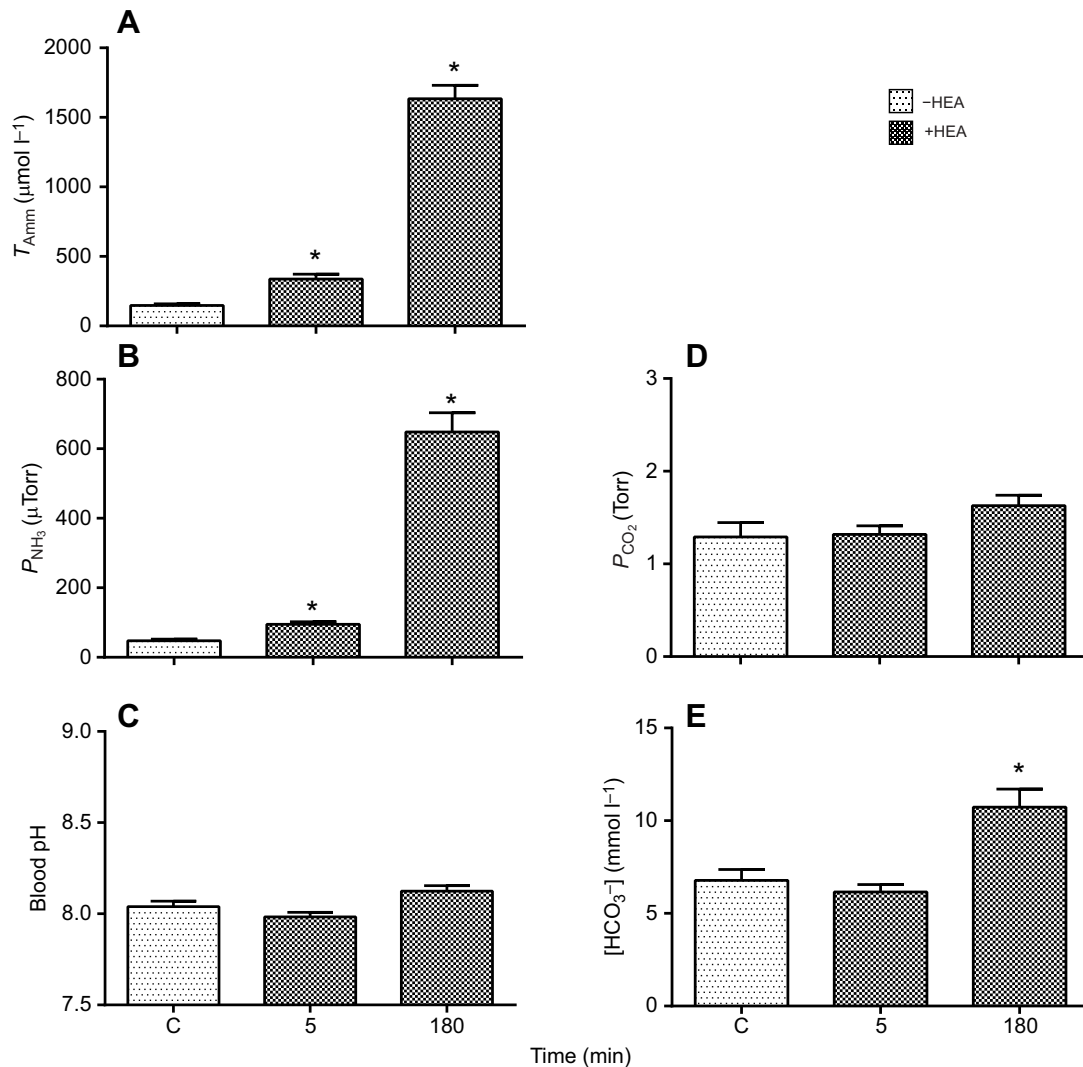 A
2000
1500
1000
500
0
T_Amm (µmol l⁻¹)
*
*
−HEA
+HEA
B
800
600
400
200
0
P_NH₃ (µTorr)
*
*
C
9.0
8.5
8.0
7.5
Blood pH
C
5
180
D
3
2
1
0
P_CO₂ (Torr)
E
15
10
5
0
[HCO₃⁻] (mmol l⁻¹)
*
C
5
180
Time (min)